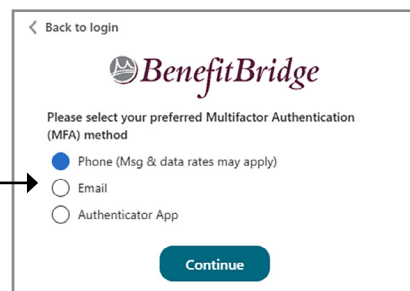 Back to login
BenefitBridge
Please select your preferred Multifactor Authentication
(MFA) method
Phone (Msg & data rates may apply)
Email
Authenticator App
Continue